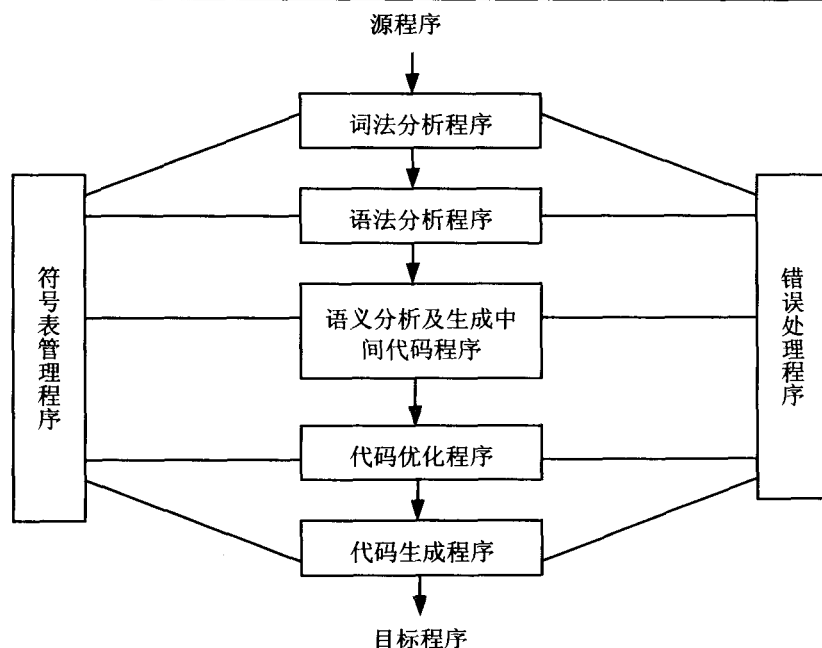 源程序
词法分析程序
语法分析程序
符号表管理程序
语义分析及生成中
间代码程序
错误处理程序
代码优化程序
代码生成程序
目标程序